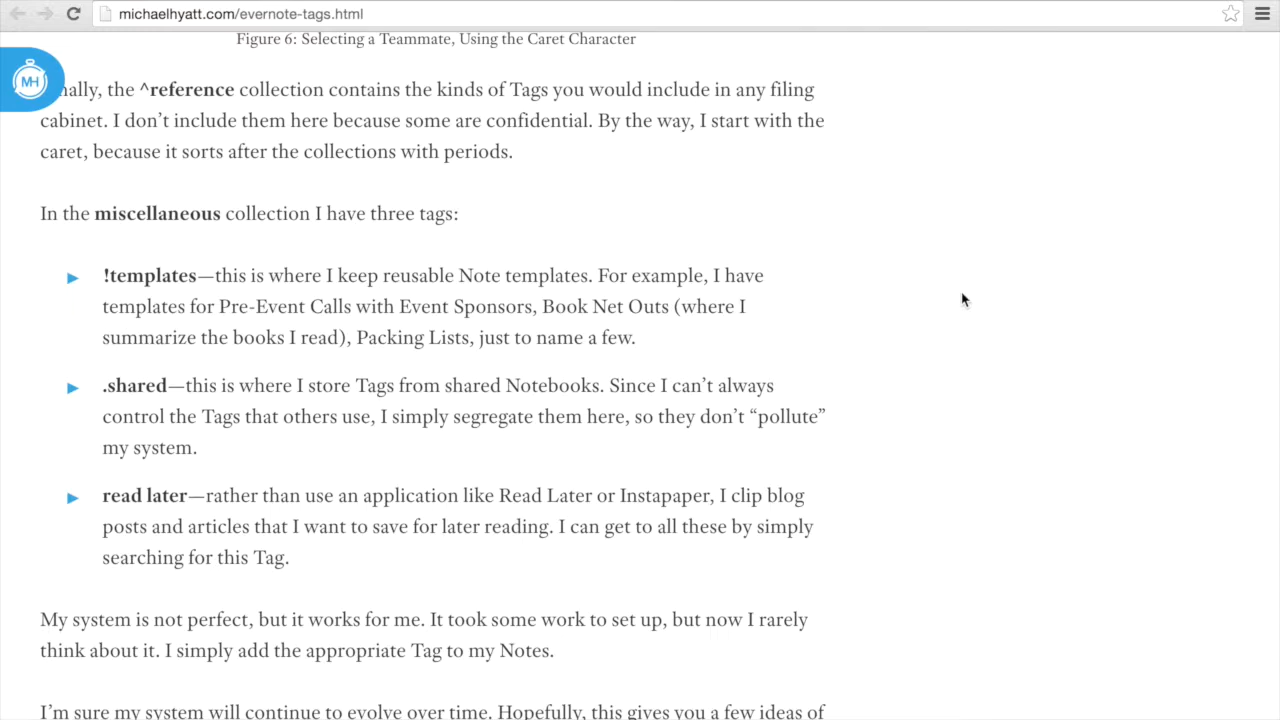 michaelhyatt.com/evernote-tags.html
Figure 6: Selecting a Teammate, Using the Caret Character
MH
nally, the ^reference collection contains the kinds of Tags you would include in any filing
cabinet. I don’t include them here because some are confidential. By the way, I start with the
caret, because it sorts after the collections with periods.
In the miscellaneous collection I have three tags:
!templates—this is where I keep reusable Note templates. For example, I have
templates for Pre-Event Calls with Event Sponsors, Book Net Outs (where I
summarize the books I read), Packing Lists, just to name a few.
.shared—this is where I store Tags from shared Notebooks. Since I can’t always
control the Tags that others use, I simply segregate them here, so they don’t “pollute”
my system.
read later—rather than use an application like Read Later or Instapaper, I clip blog
posts and articles that I want to save for later reading. I can get to all these by simply
searching for this Tag.
My system is not perfect, but it works for me. It took some work to set up, but now I rarely
think about it. I simply add the appropriate Tag to my Notes.
I’m sure my system will continue to evolve over time. Hopefully, this gives you a few ideas of